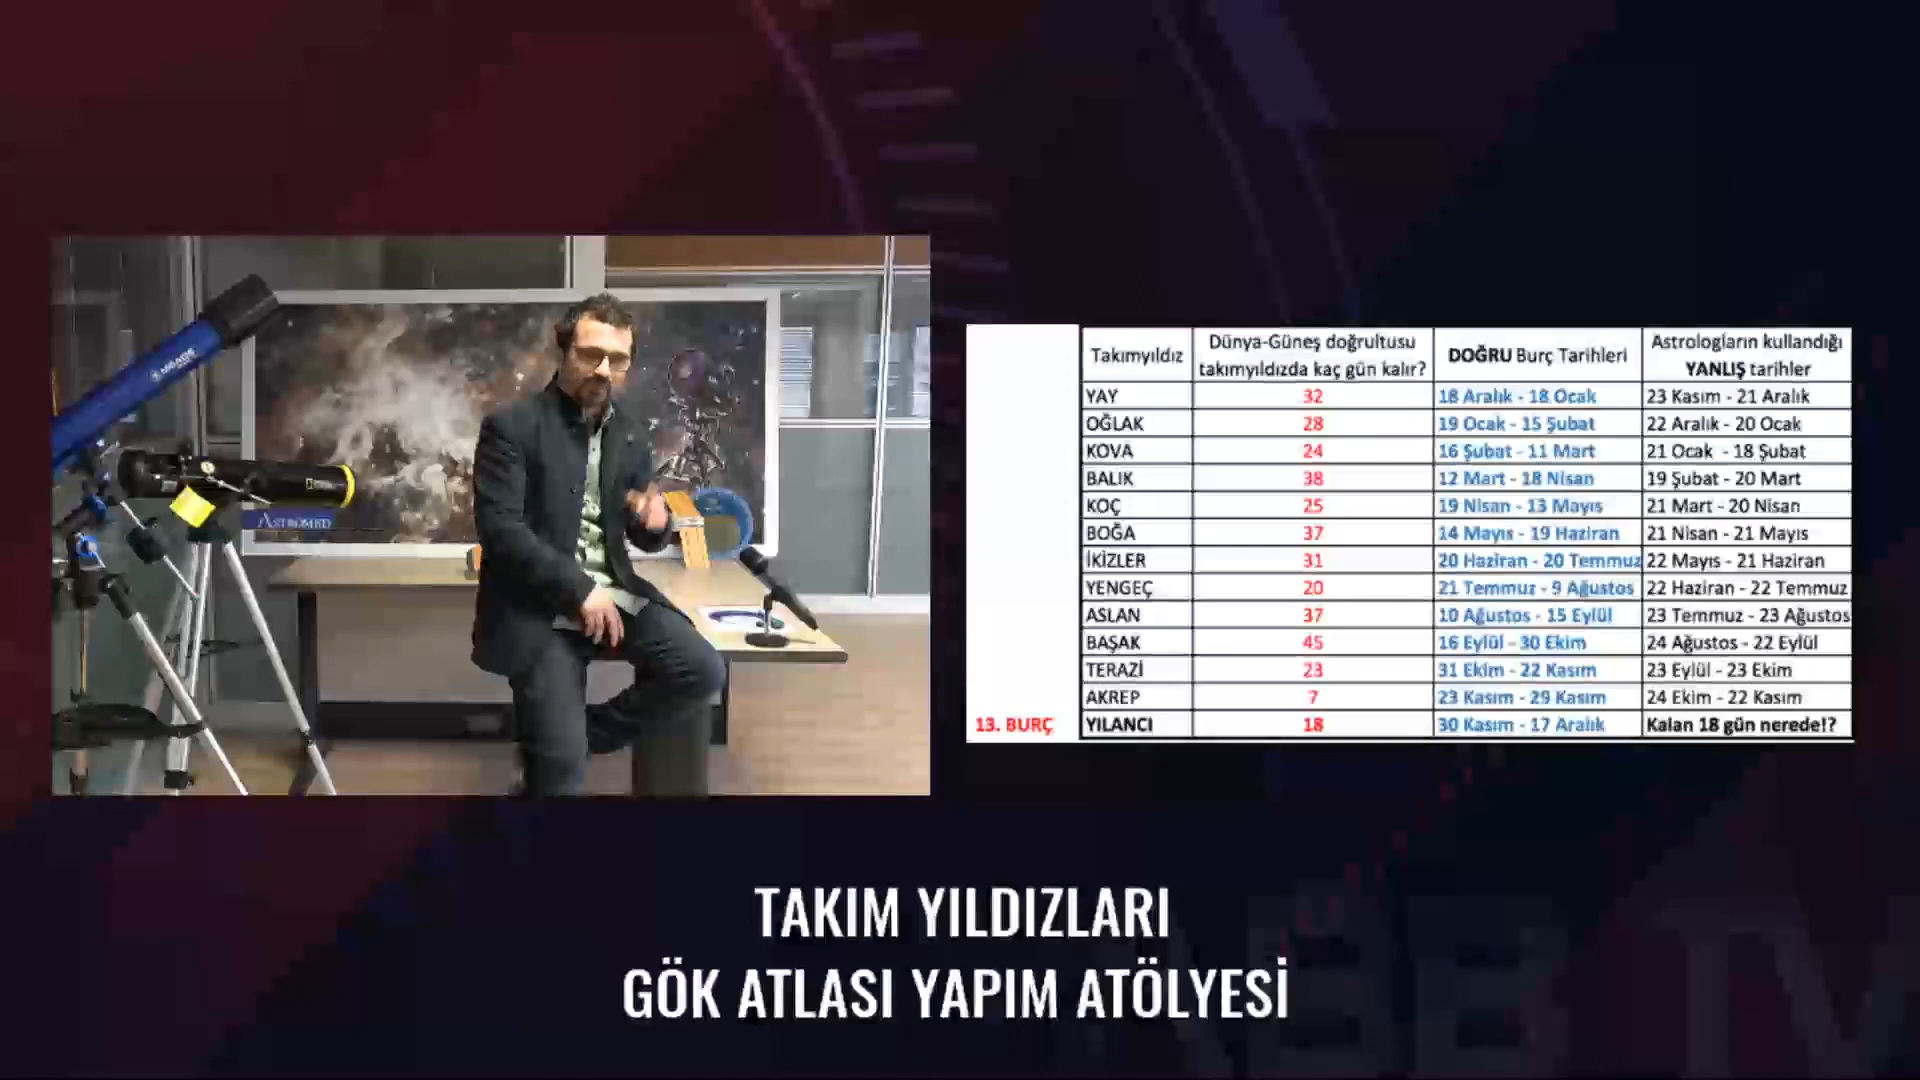 MEADE
ASTROMED
Takımyıldız
Dünya-Güneş doğrultusu
takımyıldızda kaç gün kalır?
DOĞRU Burç Tarihleri
Astrologların kullandığı
YANLIŞ tarihler
YAY 32 18 Aralık - 18 Ocak 23 Kasım - 21 Aralık
OĞLAK 28 19 Ocak - 15 Şubat 22 Aralık - 20 Ocak
KOVA 24 16 Şubat - 11 Mart 21 Ocak - 18 Şubat
BALIK 38 12 Mart - 18 Nisan 19 Şubat - 20 Mart
KOÇ 25 19 Nisan - 13 Mayıs 21 Mart - 20 Nisan
BOĞA 37 14 Mayıs - 19 Haziran 21 Nisan - 21 Mayıs
İKİZLER 31 20 Haziran - 20 Temmuz 22 Mayıs - 21 Haziran
YENGEÇ 20 21 Temmuz - 9 Ağustos 22 Haziran - 22 Temmuz
ASLAN 37 10 Ağustos - 15 Eylül 23 Temmuz - 23 Ağustos
BAŞAK 45 16 Eylül - 30 Ekim 24 Ağustos - 22 Eylül
TERAZİ 23 31 Ekim - 22 Kasım 23 Eylül - 23 Ekim
AKREP 7 23 Kasım - 29 Kasım 24 Ekim - 22 Kasım
13. BURÇ YILANCI 18 30 Kasım - 17 Aralık Kalan 18 gün nerede!?
TAKIM YILDIZLARI
GÖK ATLASI YAPIM ATÖLYESİ